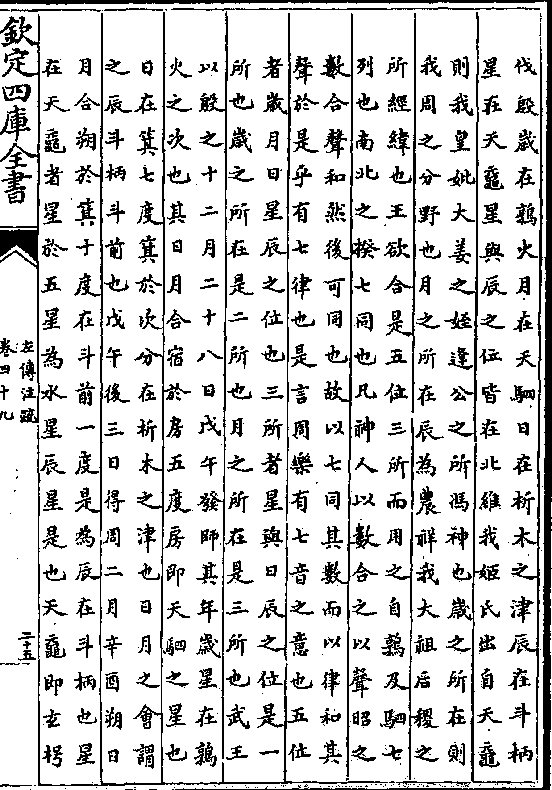 伐殷歲在鶉火月在天駟日在析木之津辰在斗柄
星在天黿星與辰之位皆在北維我姬氏出自天黿
則我皇妣大姜之姪逢公之所馮神也歲之所在則
我周之分野也月之所在辰為農祥我大祖后稷之
所經緯也王欲合是五位三所而用之自鶉及駟七
列也南北之揆七同也凡神人以數合之以聲昭之
數合聲和然後可同也故以七同其數而以律和其
聲於是乎有七律也是言周樂有七音之意也五位
者歲月日星辰之位也三所者星與日辰之位是一
所也歲之所在是二所也月之所在是三所也武王
以殷之十二月二十八日戊午發師其年歲星在鶉
火之次也其日月合宿於房五度房即天駟之星也
日在箕七度箕於次分在析木之津也日月之會謂
之辰斗柄斗前也戊午後三日得周二月辛酉朔日
月合朔於箕十度在斗前一度是為辰在斗柄也星
在天黿者星於五星為水星辰星是也天黿即玄枵
欽定四庫全書
左傳注疏
卷四十九
二十五